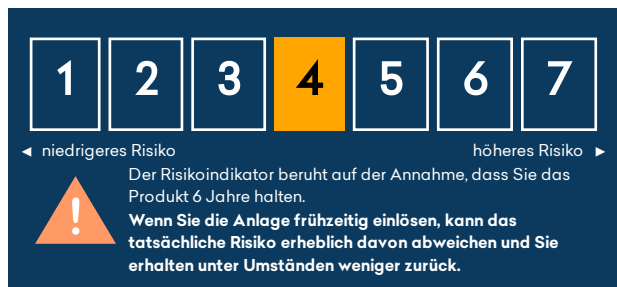 1 2 3 4 5 6 7
◄ niedrigeres Risiko höheres Risiko ►
Der Risikoindikator beruht auf der Annahme, dass Sie das
Produkt 6 Jahre halten.
Wenn Sie die Anlage frühzeitig einlösen, kann das
tatsächliche Risiko erheblich davon abweichen und Sie
erhalten unter Umständen weniger zurück.